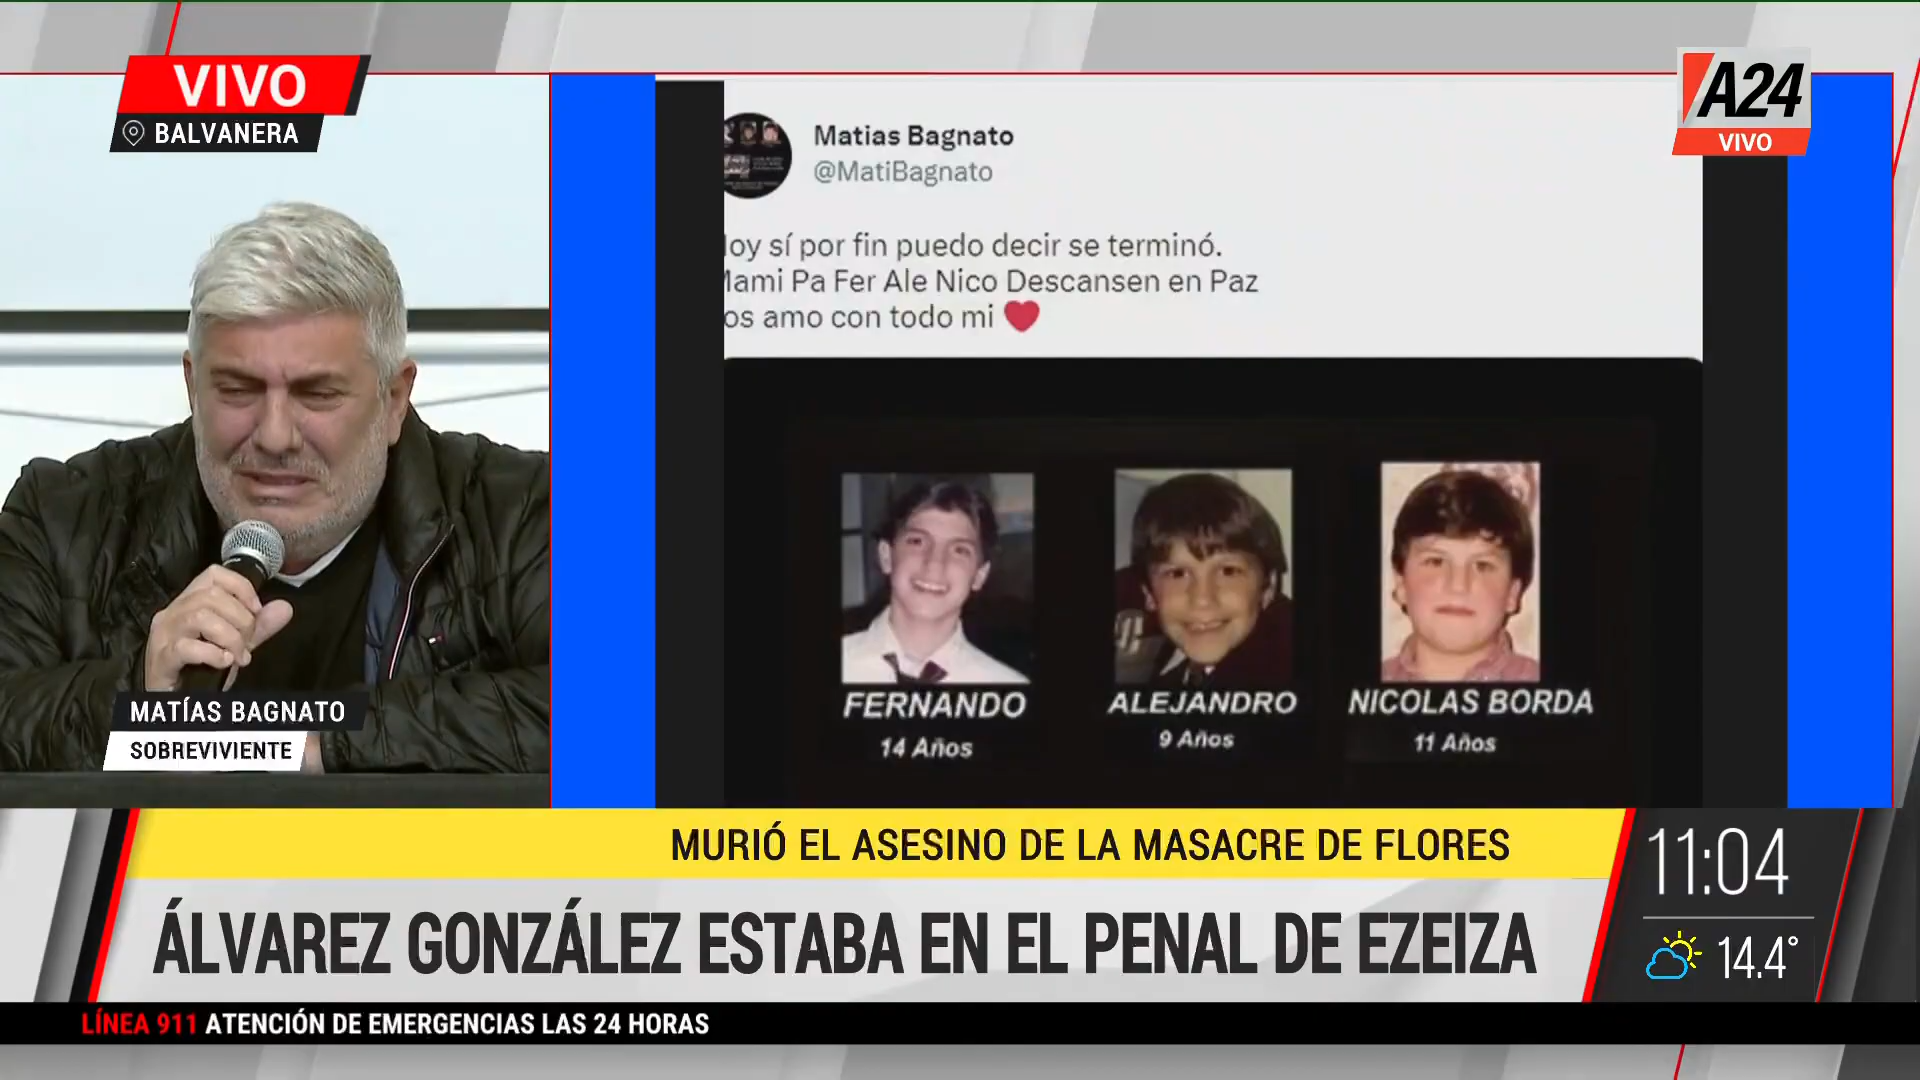 VIVO
BALVANERA
A24
VIVO
Matias Bagnato
@MatiBagnato
oy sí por fin puedo decir se terminó.
Mami Pa Fer Ale Nico Descansen en Paz
os amo con todo mi ❤
FERNANDO
14 Años
ALEJANDRO
9 Años
NICOLAS BORDA
11 Años
MATÍAS BAGNATO
SOBREVIVIENTE
MURIÓ EL ASESINO DE LA MASACRE DE FLORES
ÁLVAREZ GONZÁLEZ ESTABA EN EL PENAL DE EZEIZA
11:04
14.4°
LÍNEA 911 ATENCIÓN DE EMERGENCIAS LAS 24 HORAS